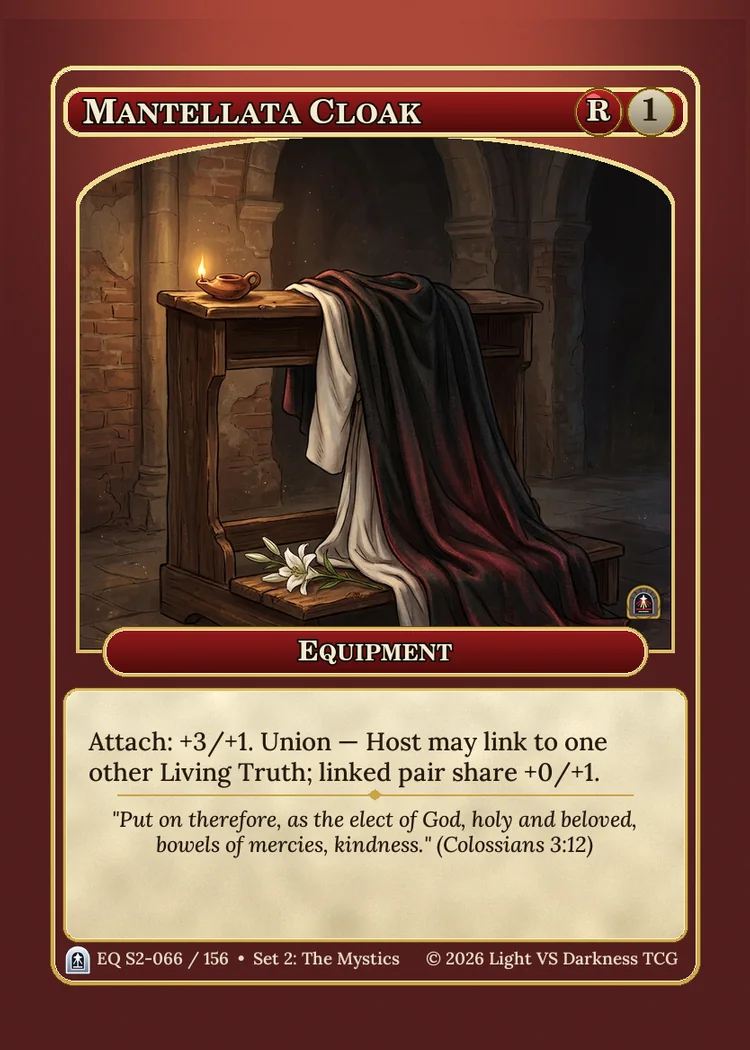 Mantellata Cloak R 1
Equipment
Attach: +3/+1. Union — Host may link to one
other Living Truth; linked pair share +0/+1.
"Put on therefore, as the elect of God, holy and beloved,
bowels of mercies, kindness." (Colossians 3:12)
EQ S2-066 / 156 • Set 2: The Mystics © 2026 Light VS Darkness TCG